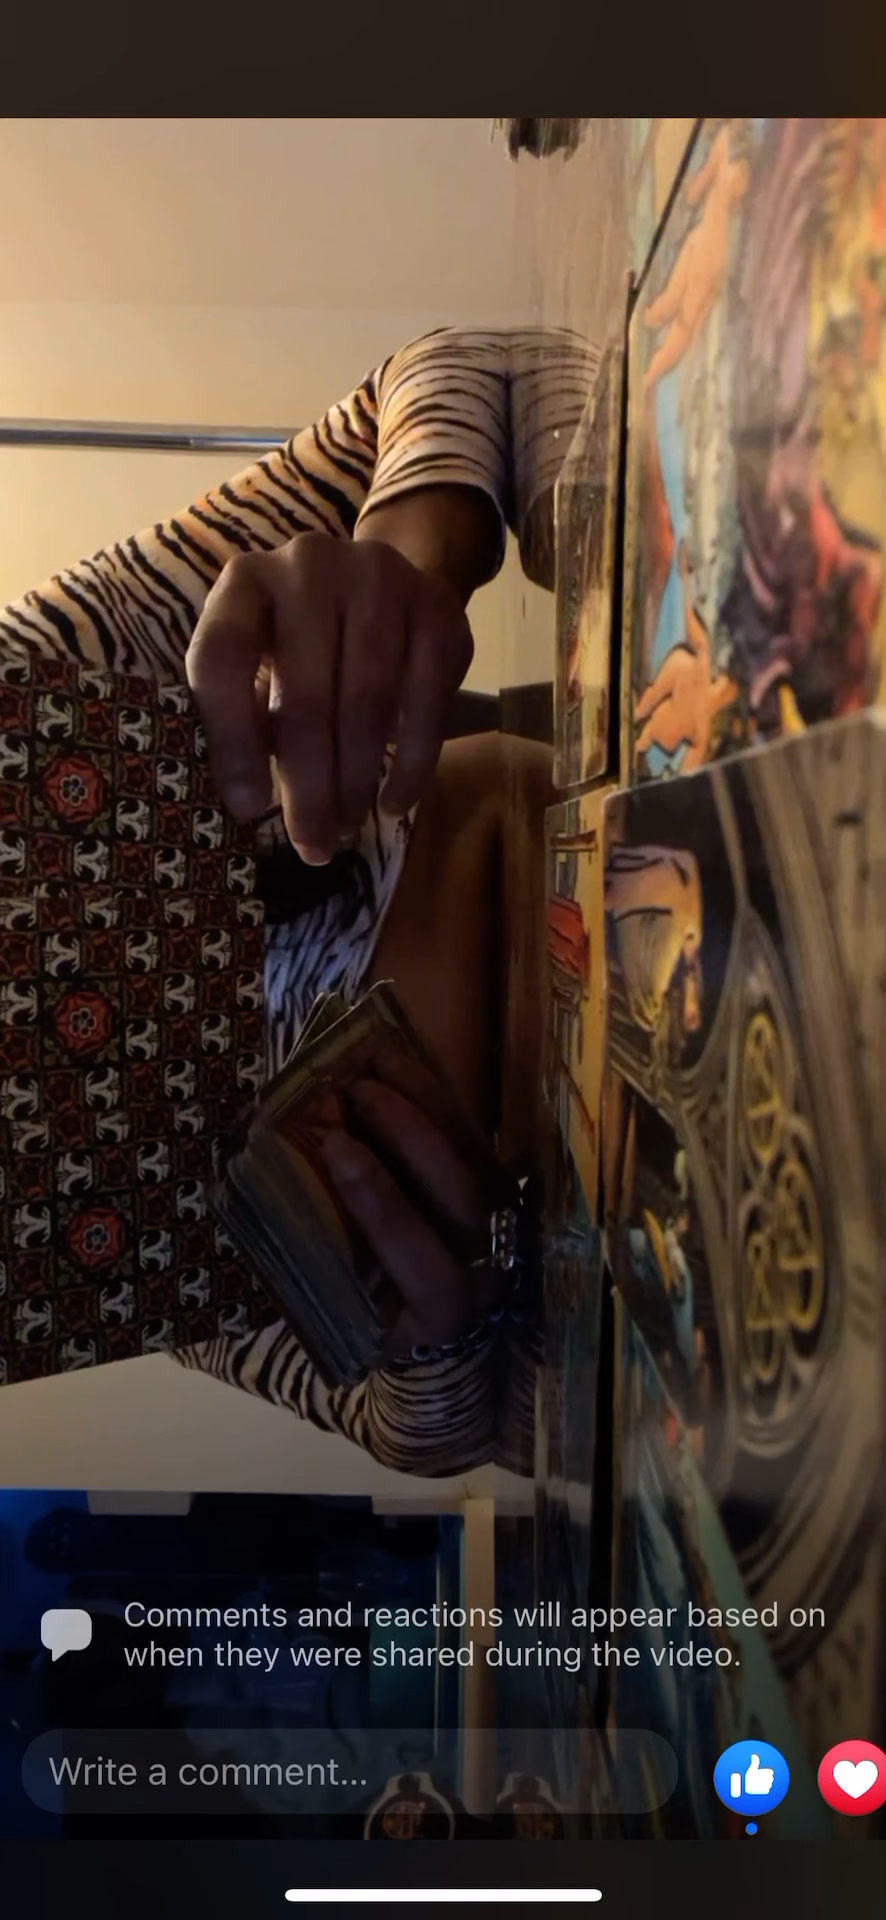 Comments and reactions will appear based on
when they were shared during the video.
Write a comment...